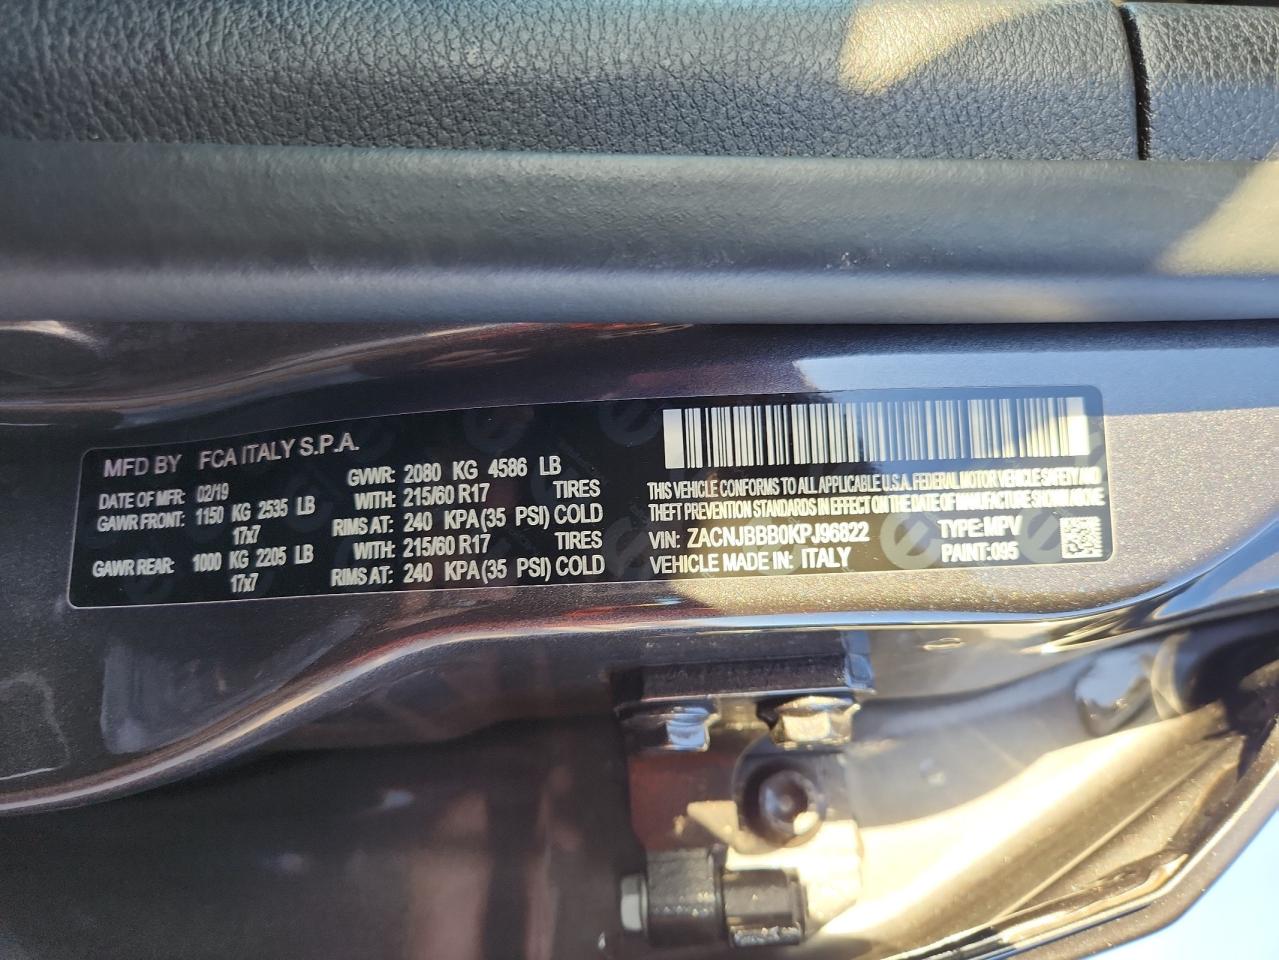 MFD BY FCA ITALY S.P.A.
DATE OF MFR: 02/19 GVWR: 2080 KG 4586 LB
GAWR FRONT: 1150 KG 2535 LB WITH: 215/60 R17 TIRES
17x7 RIMS AT: 240 KPA(35 PSI) COLD
GAWR REAR: 1000 KG 2205 LB WITH: 215/60 R17 TIRES
17x7 RIMS AT: 240 KPA(35 PSI) COLD
THIS VEHICLE CONFORMS TO ALL APPLICABLE U.S.A. FEDERAL MOTOR VEHICLE SAFETY AND
THEFT PREVENTION STANDARDS IN EFFECT ON THE DATE OF MANUFACTURE SHOWN ABOVE
VIN: ZACNJBBB0KPJ96822 TYPE:MPV
VEHICLE MADE IN: ITALY PAINT:095